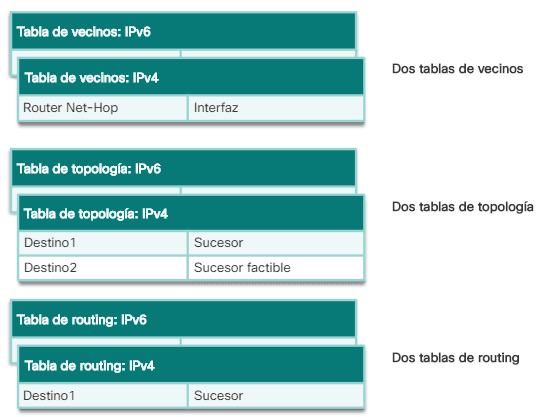 Tabla de vecinos: IPv6
Tabla de vecinos: IPv4
Router Net-Hop Interfaz
Dos tablas de vecinos
Tabla de topología: IPv6
Tabla de topología: IPv4
Destino1 Sucesor
Destino2 Sucesor factible
Dos tablas de topología
Tabla de routing: IPv6
Tabla de routing: IPv4
Destino1 Sucesor
Dos tablas de routing